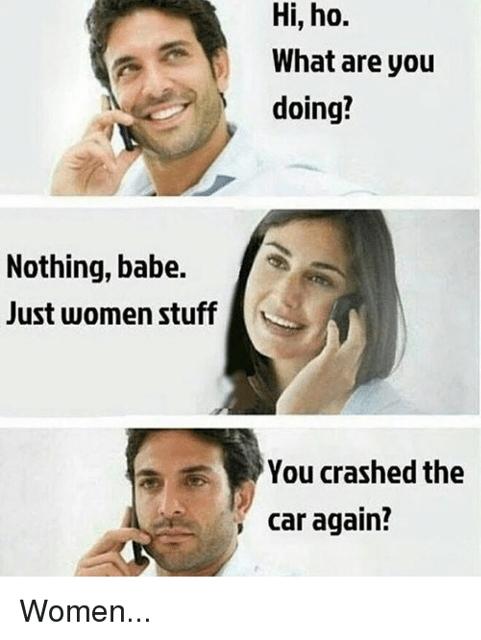 Hi, ho.
What are you
doing?
Nothing, babe.
Just women stuff
You crashed the
car again?
Women...